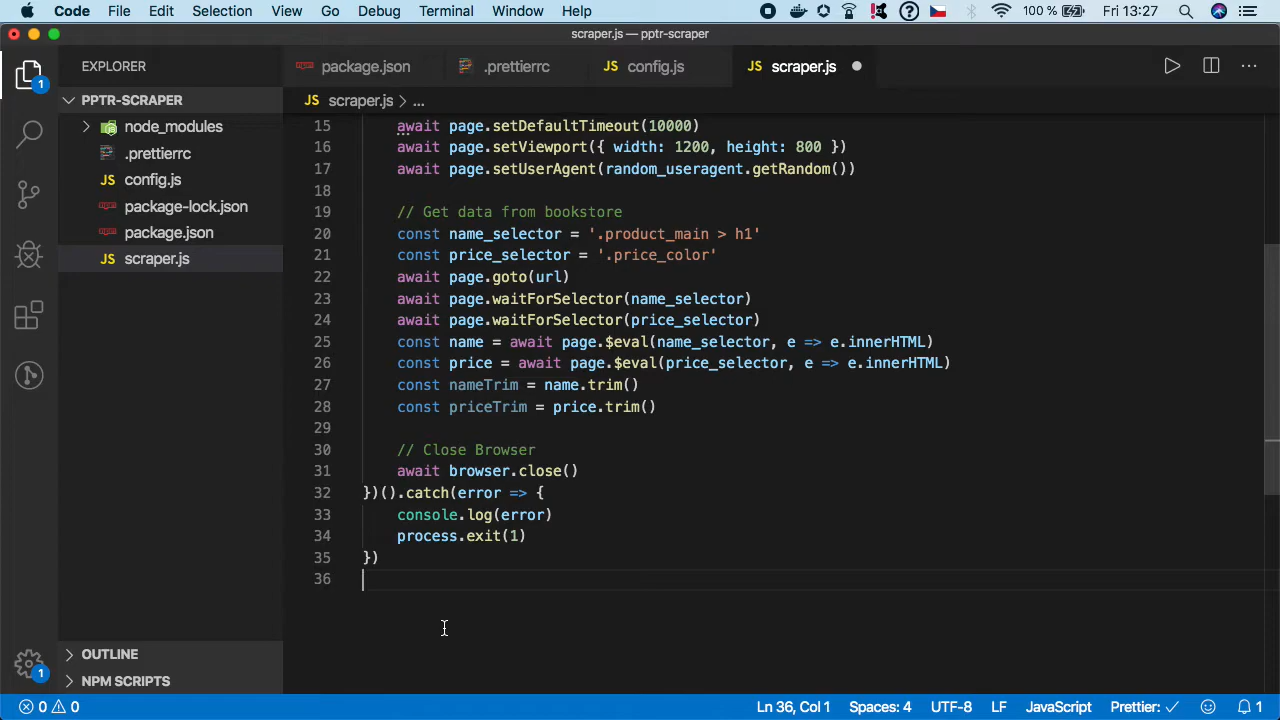 Code File Edit Selection View Go Debug Terminal Window Help 100 % Fri 13:27
scraper.js — pptr-scraper
EXPLORER
PPTR-SCRAPER
node_modules
.prettierrc
JS config.js
package-lock.json
package.json
JS scraper.js
OUTLINE
NPM SCRIPTS
1
1
package.json .prettierrc JS config.js JS scraper.js
JS scraper.js > ...
15 await page.setDefaultTimeout(10000)
16 await page.setViewport({ width: 1200, height: 800 })
17 await page.setUserAgent(random_useragent.getRandom())
18
19 // Get data from bookstore
20 const name_selector = '.product_main > h1'
21 const price_selector = '.price_color'
22 await page.goto(url)
23 await page.waitForSelector(name_selector)
24 await page.waitForSelector(price_selector)
25 const name = await page.$eval(name_selector, e => e.innerHTML)
26 const price = await page.$eval(price_selector, e => e.innerHTML)
27 const nameTrim = name.trim()
28 const priceTrim = price.trim()
29
30 // Close Browser
31 await browser.close()
32 })().catch(error => {
33 console.log(error)
34 process.exit(1)
35 })
36
0 0 Ln 36, Col 1 Spaces: 4 UTF-8 LF JavaScript Prettier: ✓ 1